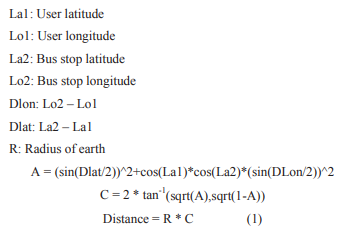 La1: User latitude
Lo1: User longitude
La2: Bus stop latitude
Lo2: Bus stop longitude
Dlon: Lo2 – Lo1
Dlat: La2 – La1
R: Radius of earth
A = (sin(Dlat/2))^2+cos(La1)*cos(La2)*(sin(DLon/2))^2
C = 2 * tan⁻¹(sqrt(A),sqrt(1-A))
Distance = R * C (1)